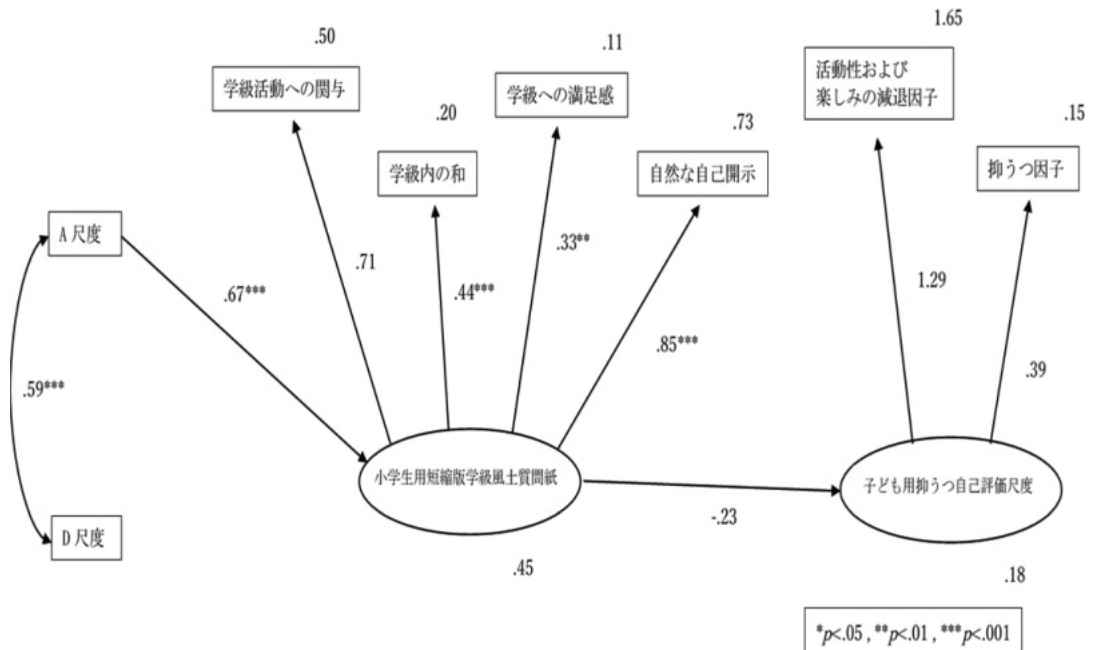 1.65
.50
.11
活動性および
楽しみの減退因子
学級活動への関与
学級への満足感
.20
.73
.15
学級内の和
自然な自己開示
抑うつ因子
A 尺度
.33**
.71
1.29
.67***
.44***
.85***
.39
.59***
小学生用短縮版学級風土質問紙
子ども用抑うつ自己評価尺度
-.23
D 尺度
.45
.18
*p<.05 , **p<.01 , ***p<.001